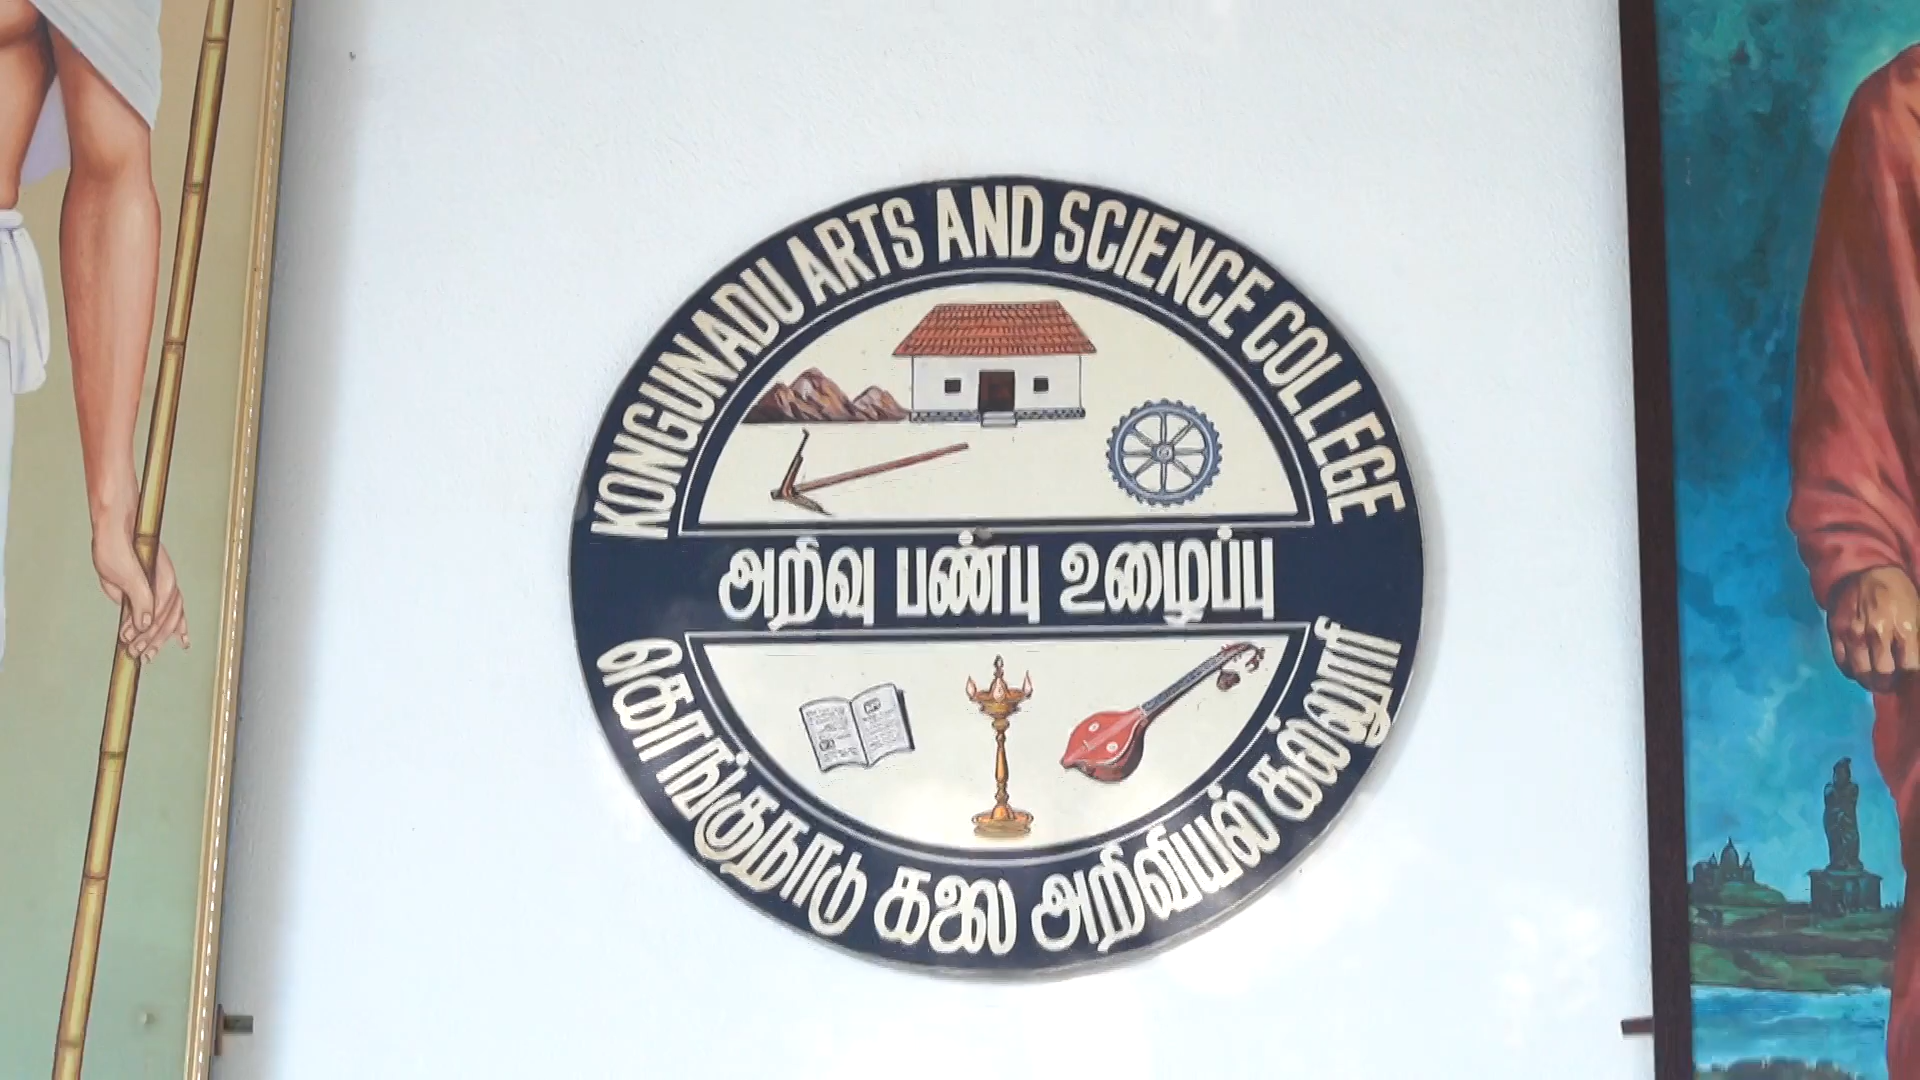 KONGUNADU ARTS AND SCIENCE COLLEGE
அறிவு பண்பு உழைப்பு
கொங்குநாடு கலை அறிவியல் கல்லூரி